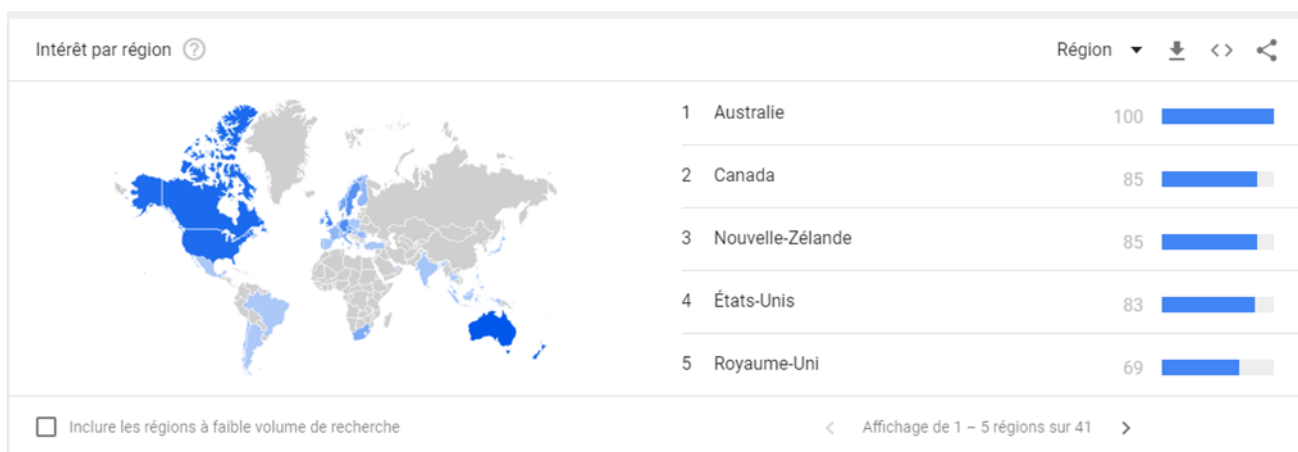 Intérêt par région
Région
1 Australie 100
2 Canada 85
3 Nouvelle-Zélande 85
4 États-Unis 83
5 Royaume-Uni 69
Inclure les régions à faible volume de recherche
Affichage de 1 – 5 régions sur 41